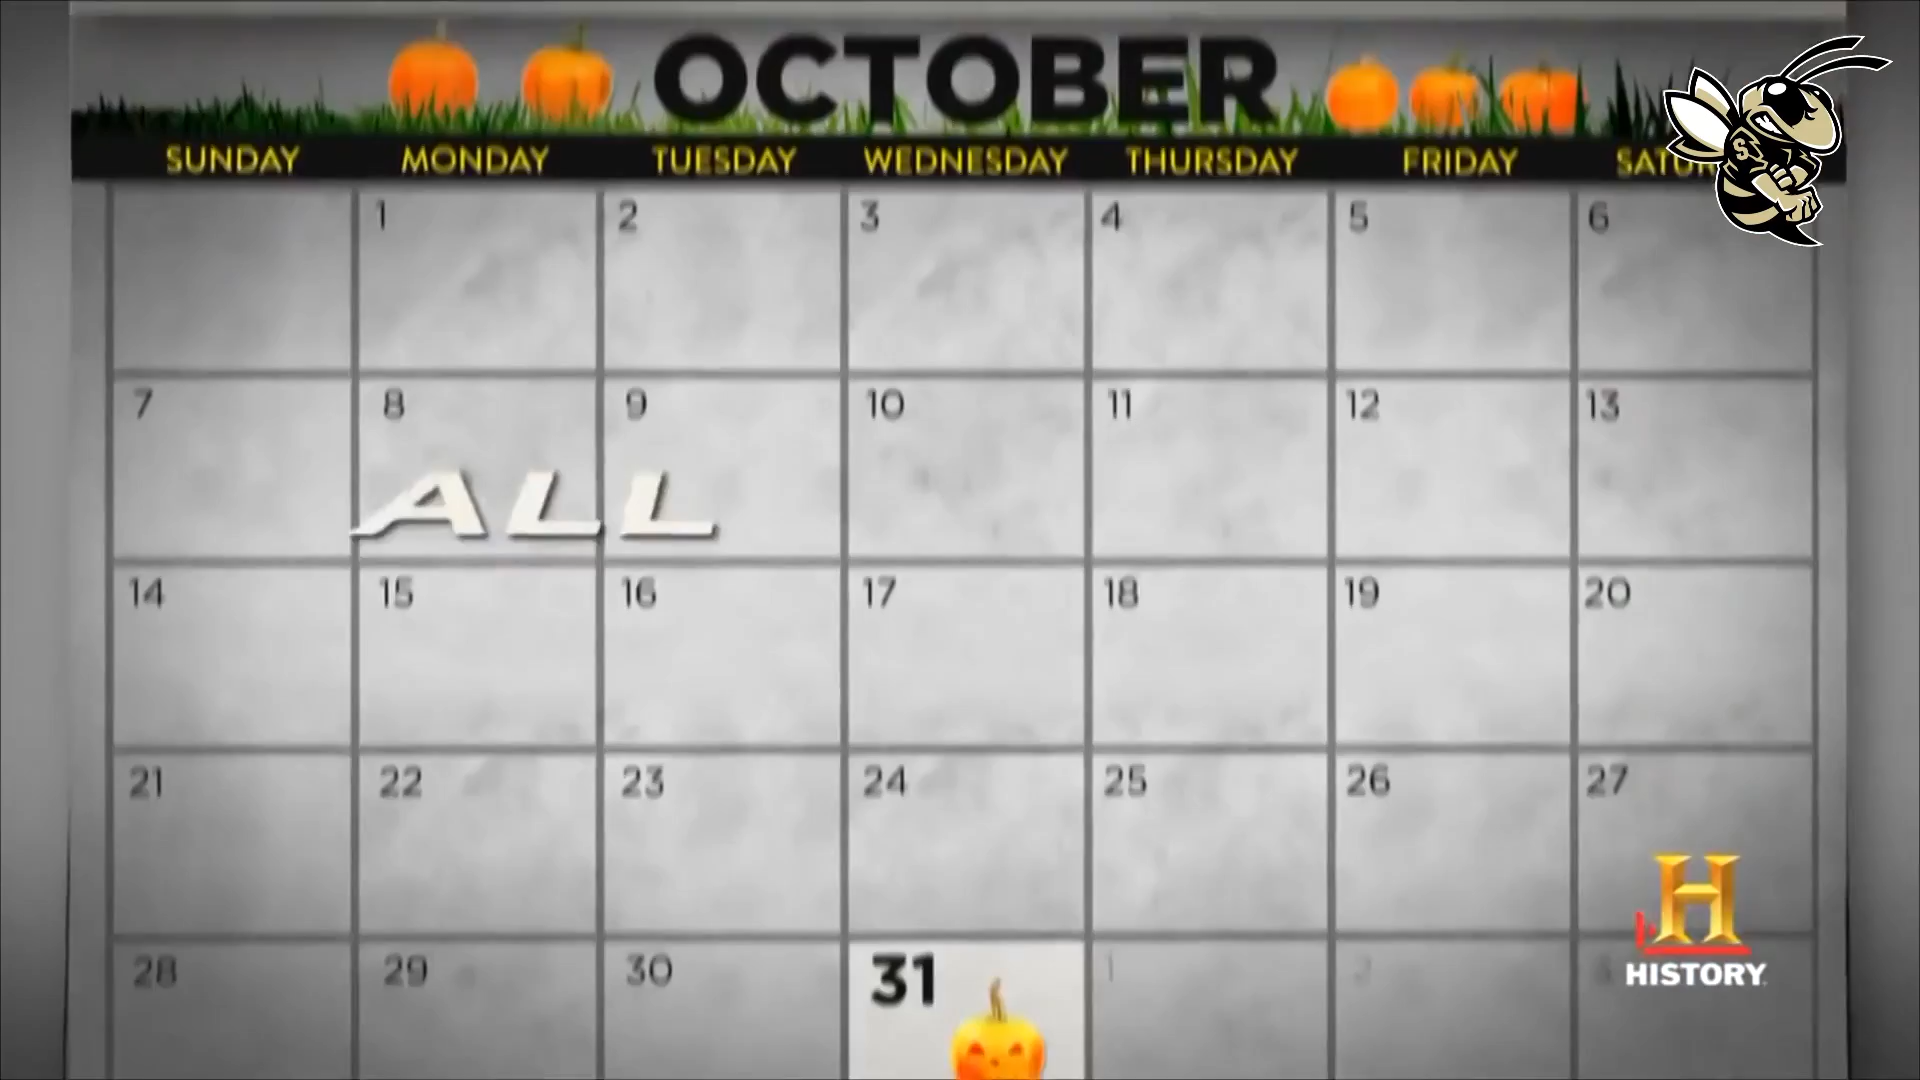 OCTOBER
SUNDAY MONDAY TUESDAY WEDNESDAY THURSDAY FRIDAY
1 2 3 4 5 6
7 8 9 10 11 12 13
ALL
14 15 16 17 18 19 20
21 22 23 24 25 26 27
28 29 30 31 1 2
H
HISTORY